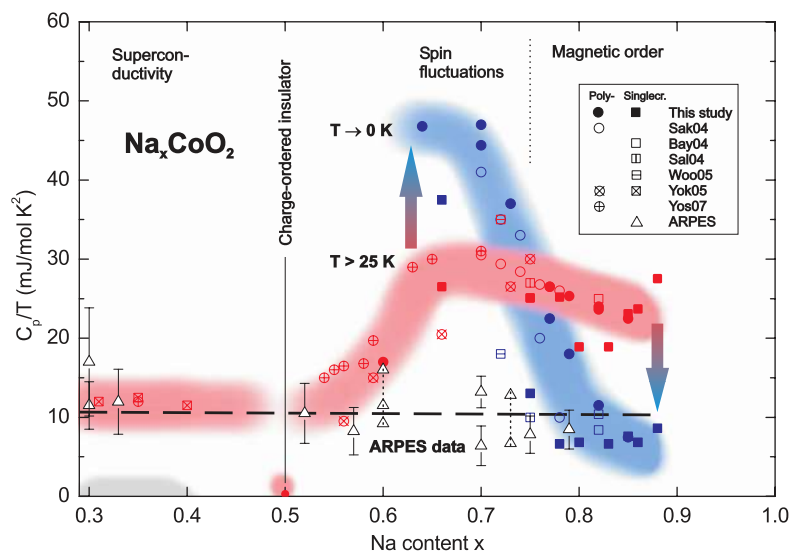 60
50
40
30
20
10
0
C_p/T (mJ/mol K²)
Supercon-
ductivity
Na_xCoO₂
Charge-ordered insulator
Spin
fluctuations
Magnetic order
T → 0 K
T > 25 K
ARPES data
Poly- Singlecr.
This study
Sak04
Bay04
Sal04
Woo05
Yok05
Yos07
ARPES
0.3 0.4 0.5 0.6 0.7 0.8 0.9 1.0
Na content x